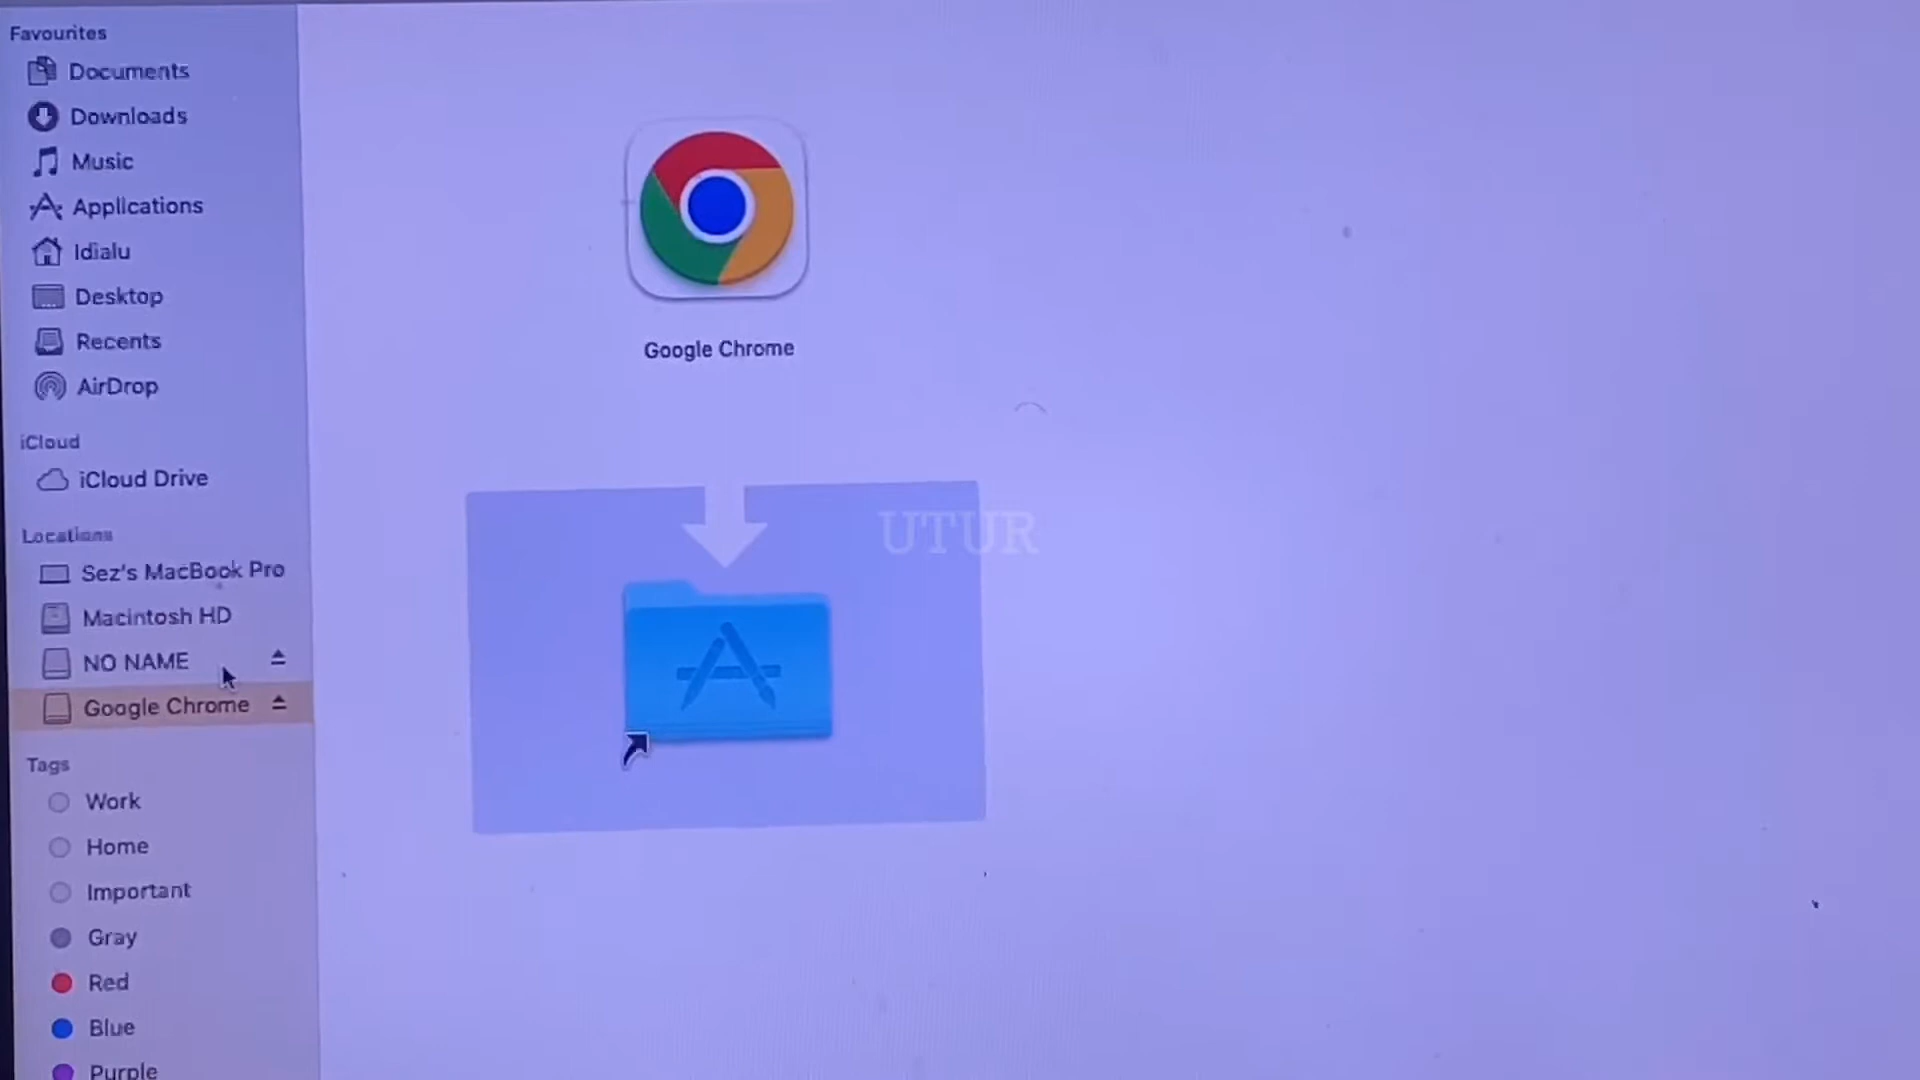 Favourites
Documents
Downloads
Music
Applications
Idialu
Desktop
Recents
AirDrop
iCloud
iCloud Drive
Locations
Sez's MacBook Pro
Macintosh HD
NO NAME
Google Chrome
Tags
Work
Home
Important
Gray
Red
Blue
Purple
Google Chrome
UTUR